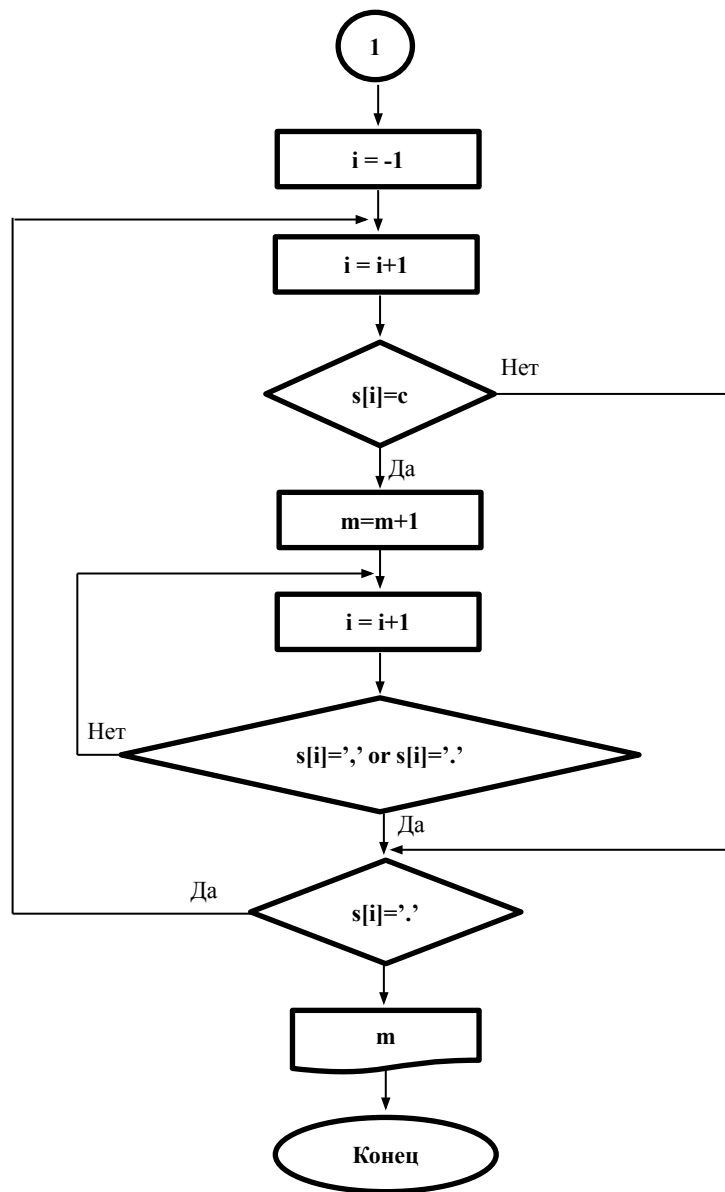 1
i = -1
i = i+1
s[i]=c
Нет
Да
m=m+1
i = i+1
Нет
s[i]=’,’ or s[i]=’.’
Да
Да
s[i]=’.’
m
Конец